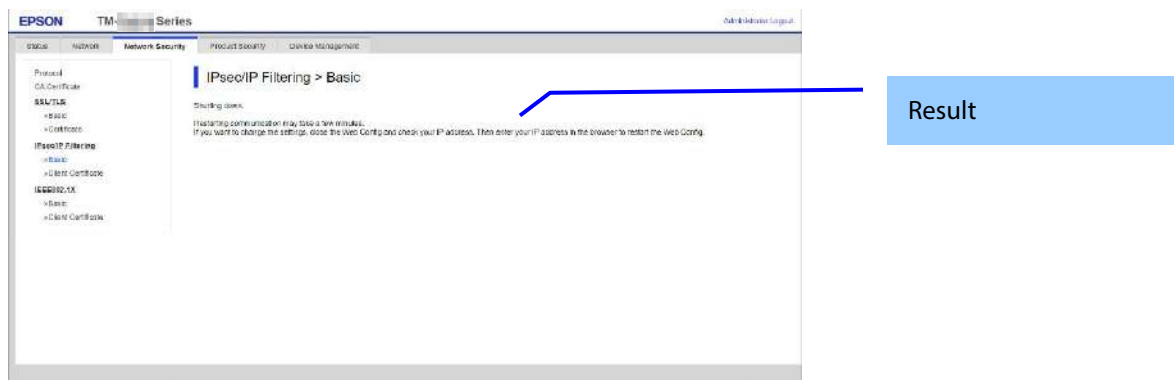 EPSON TM- Series
Administrator Logout
Status Network Network Security Product Security Device Management
Protocol
CA Certificate
SSL/TLS
»Basic
»Certificate
IPsec/IP Filtering
»Basic
»Client Certificate
IEEE802.1X
»Basic
»Client Certificate
IPsec/IP Filtering > Basic
Shutting down.
Restarting communication may take a few minutes.
If you want to change the settings, close the Web Config and check your IP address. Then enter your IP address in the browser to restart the Web Config.
Result